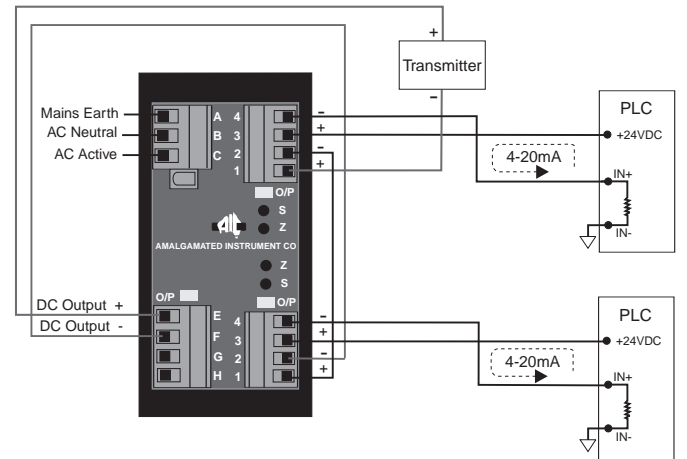 +
Transmitter
–
PLC
+24VDC
4-20mA
IN+
IN-
Mains Earth
AC Neutral
AC Active
A 4
B 3
C 2
1
–
+
–
+
O/P
S
Z
AIC
AMALGAMATED INSTRUMENT CO
Z
S
O/P
O/P
DC Output +
DC Output -
E 4
F 3
G 2
H 1
–
+
–
+
PLC
+24VDC
4-20mA
IN+
IN-